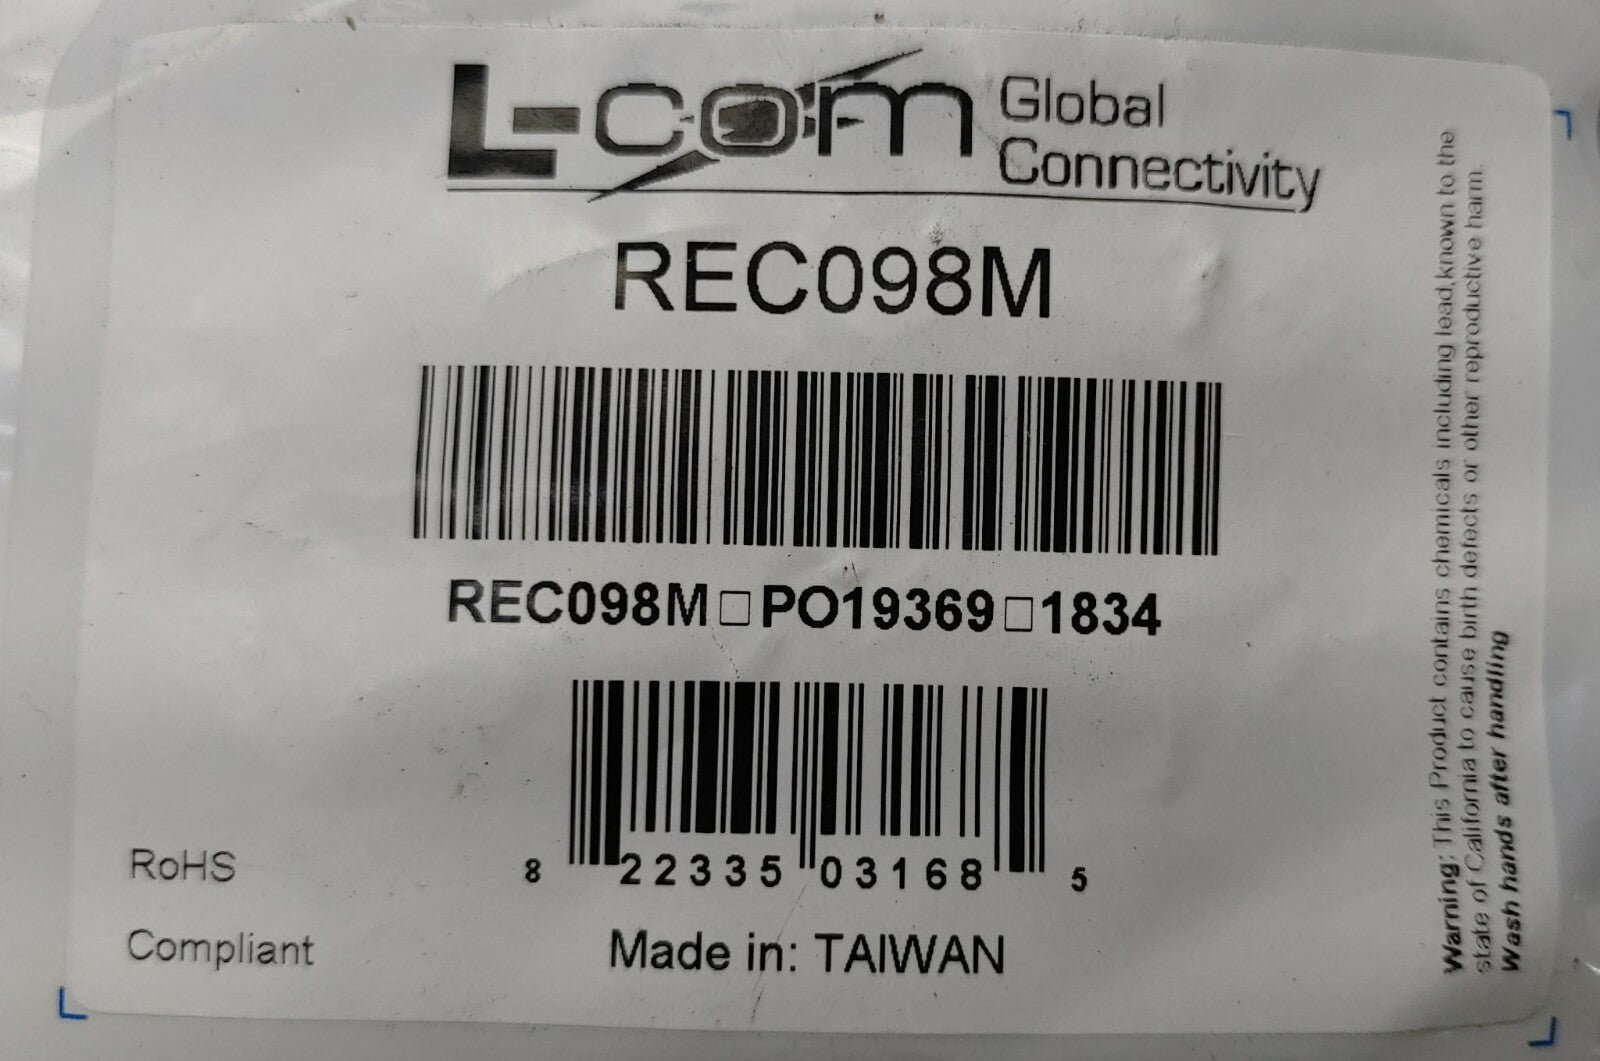 L-com Global
Connectivity
REC098M
REC098M□PO19369□1834
8 22335 03168 5
RoHS
Compliant
Made in: TAIWAN
Warning: This Product contains chemicals including lead,known to the
state of California to cause birth defects or other reproductive harm.
Wash hands after handling